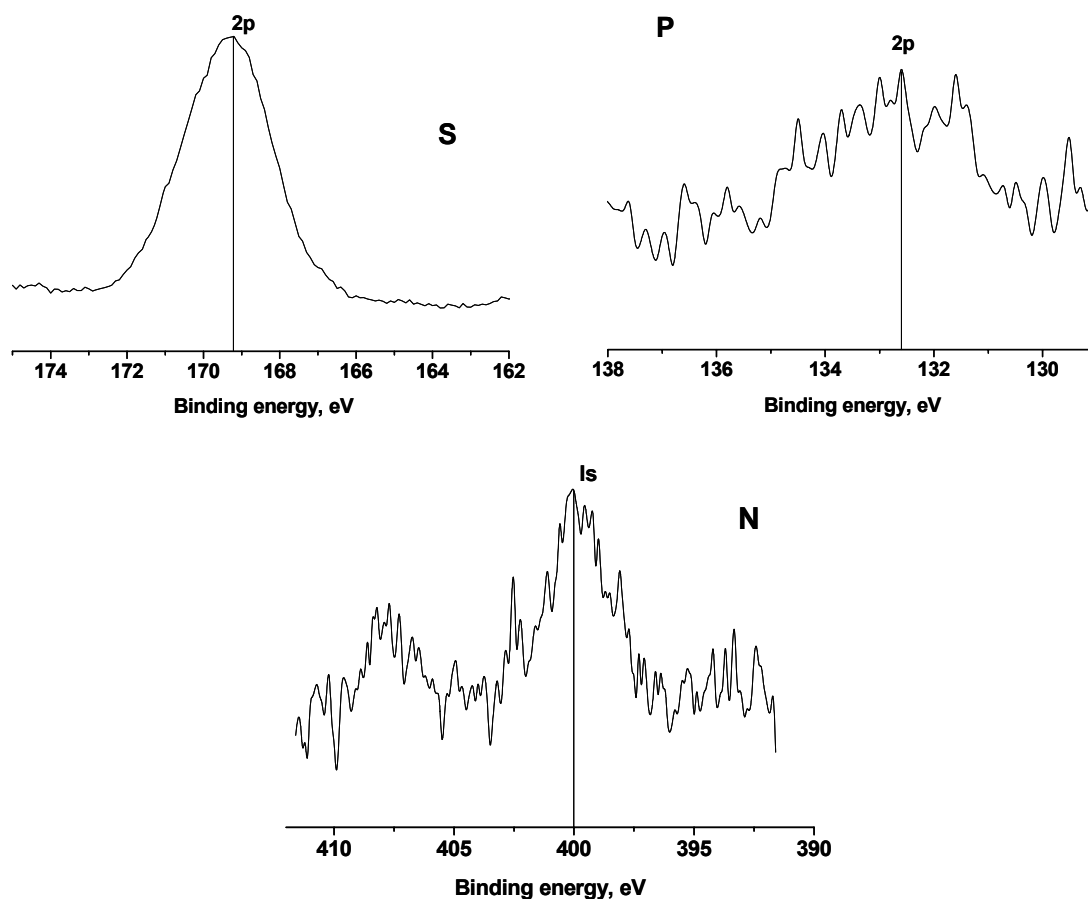 2p
S
174 172 170 168 166 164 162
Binding energy, eV
P
2p
138 136 134 132 130
Binding energy, eV
Is
N
410 405 400 395 390
Binding energy, eV